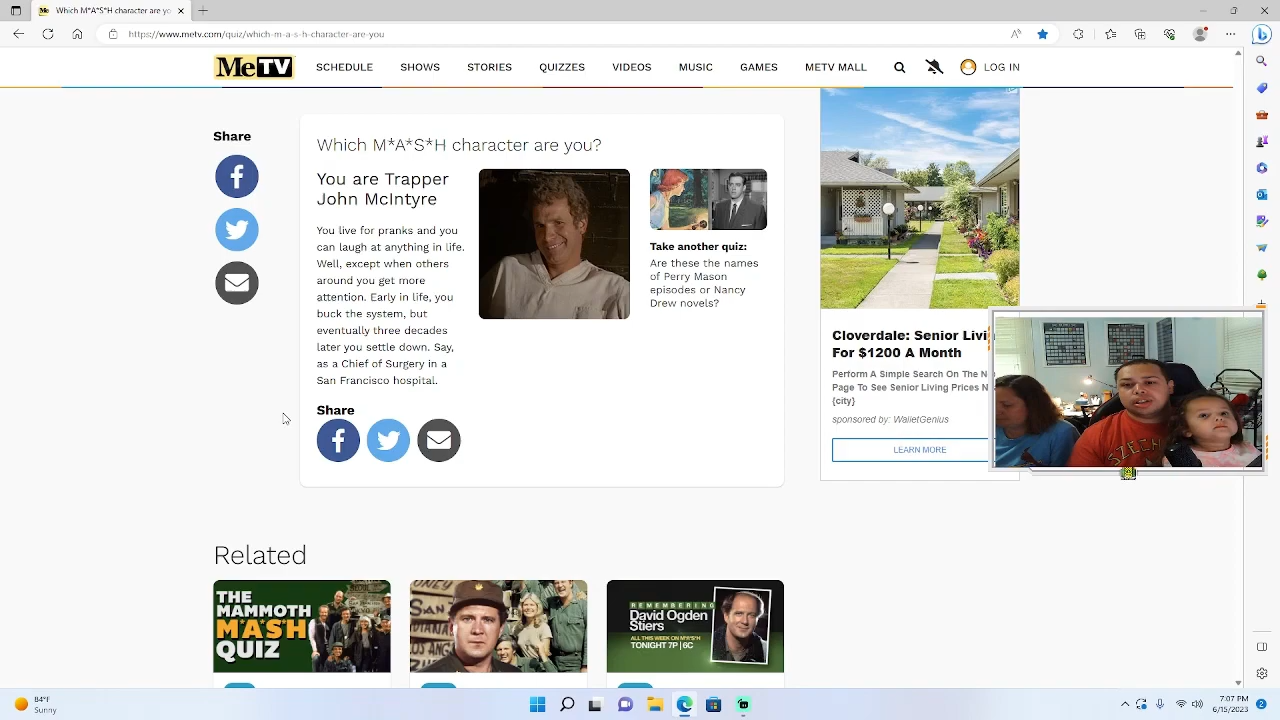 Which M*A*S*H character are yo
https://www.metv.com/quiz/which-m-a-s-h-character-are-you
MeTV
SCHEDULE SHOWS STORIES QUIZZES VIDEOS MUSIC GAMES METV MALL LOG IN
Share
Which M*A*S*H character are you?
You are Trapper
John McIntyre
You live for pranks and you
can laugh at anything in life.
Well, except when others
around you get more
attention. Early in life, you
buck the system, but
eventually three decades
later you settle down. Say,
as a Chief of Surgery in a
San Francisco hospital.
Share
Take another quiz:
Are these the names
of Perry Mason
episodes or Nancy
Drew novels?
Cloverdale: Senior Livi
For $1200 A Month
Perform A Simple Search On The N
Page To See Senior Living Prices N
{city}
sponsored by: WalletGenius
LEARN MORE
SZECH
Related
THE
MAMMOTH
M*A*S*H
QUIZ
SAN
REMEMBERING
David Ogden
Stiers
ALL THIS WEEK ON M*A*S*H
TONIGHT 7P|6C
84°F
Sunny
7:07 PM
6/15/2023
2